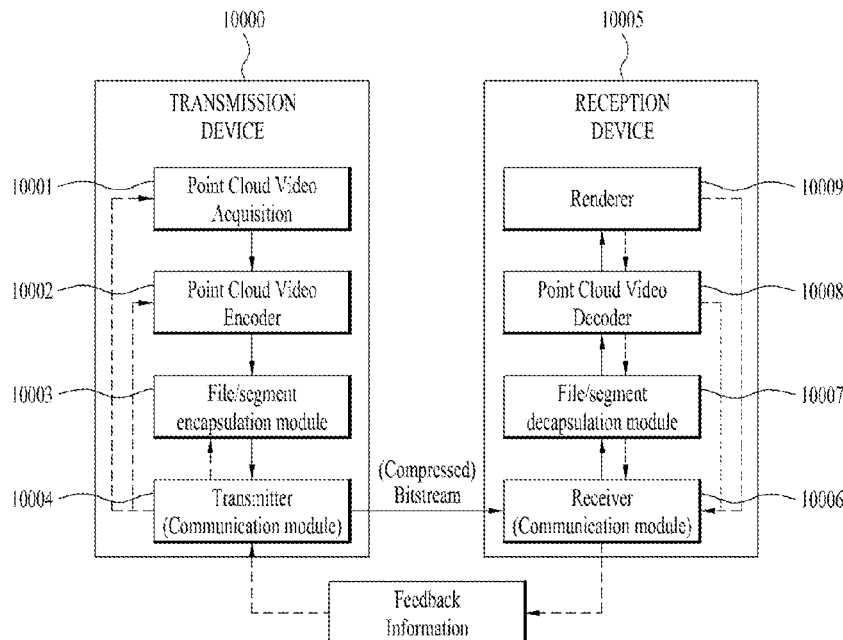 10000
10005
TRANSMISSION
DEVICE
RECEPTION
DEVICE
10001
Point Cloud Video
Acquisition
Renderer
10009
10002
Point Cloud Video
Encoder
Point Cloud Video
Decoder
10008
10003
File/segment
encapsulation module
File/segment
decapsulation module
10007
(Compressed)
Bitstream
10004
Transmitter
(Communication module)
Receiver
(Communication module)
10006
Feedback
Information